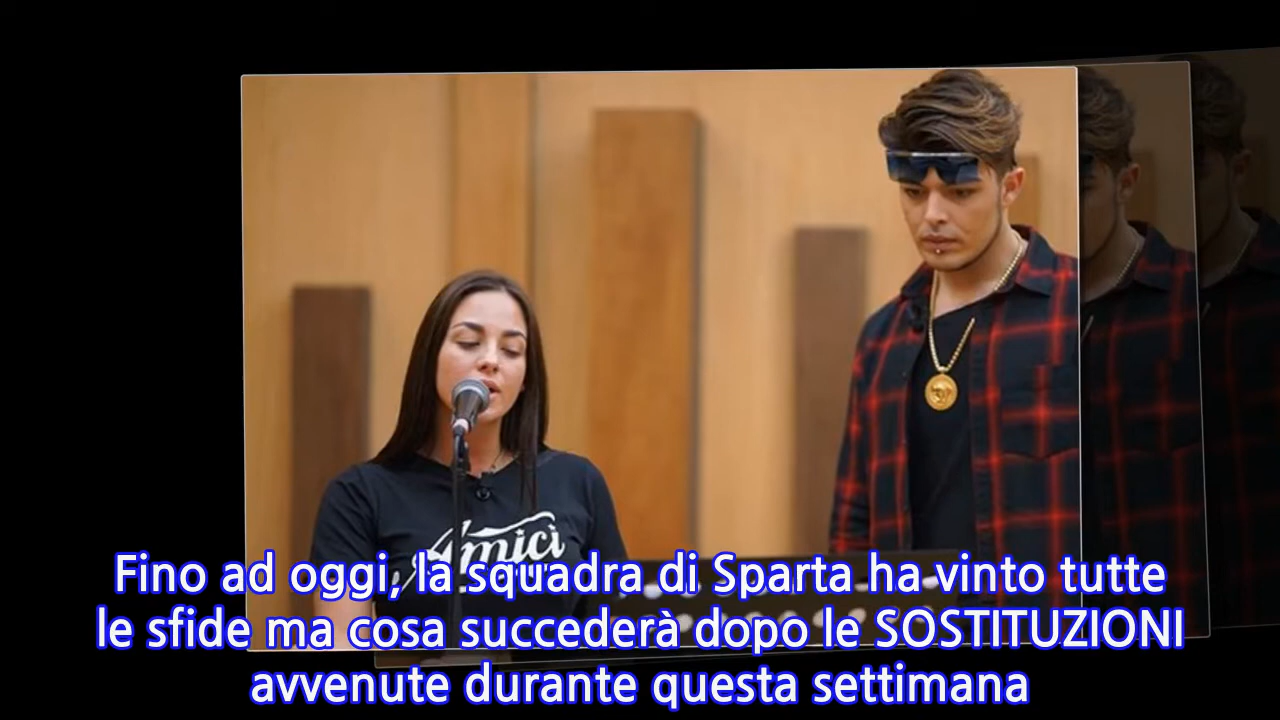 Amici
Fino ad oggi, la squadra di Sparta ha vinto tutte
le sfide ma cosa succederà dopo le SOSTITUZIONI
avvenute durante questa settimana